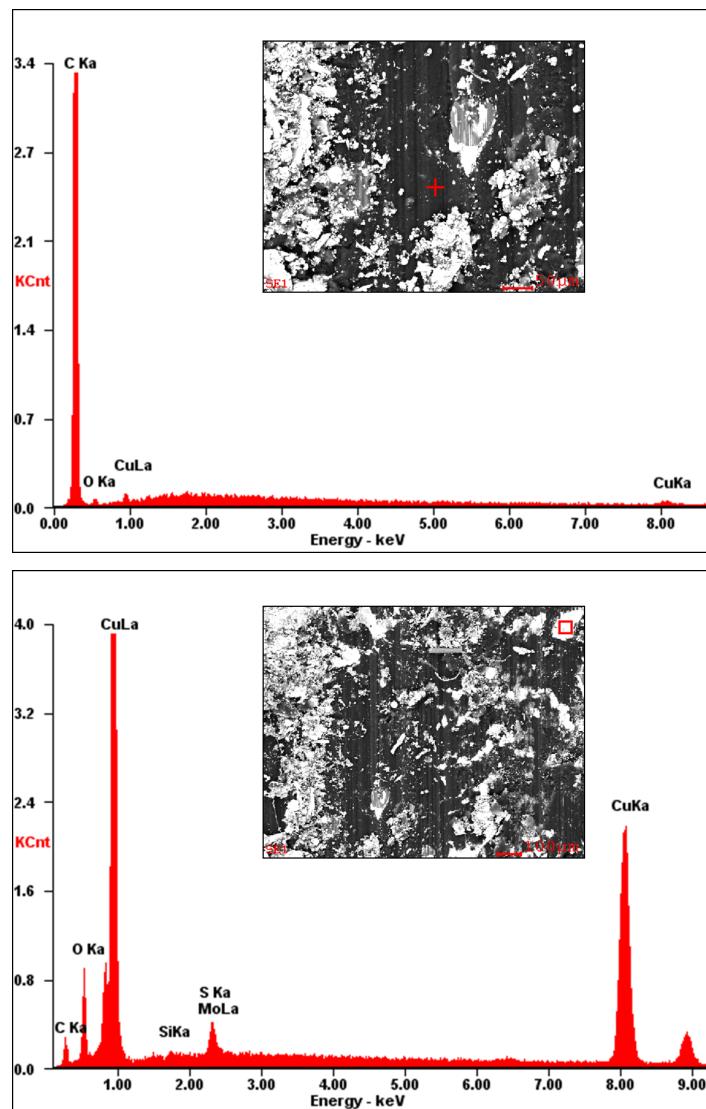 3.4
C Ka
2.7
2.1
KCnt
1.4
0.7
O Ka
CuLa
CuKa
0.0
0.00 1.00 2.00 3.00 4.00 5.00 6.00 7.00 8.00
Energy - keV
SE1
50µm
4.0
CuLa
3.2
2.4
CuKa
KCnt
1.6
O Ka
0.8
S Ka
MoLa
C Ka
SiKa
0.0
1.00 2.00 3.00 4.00 5.00 6.00 7.00 8.00 9.00
Energy - keV
SE1
100µm